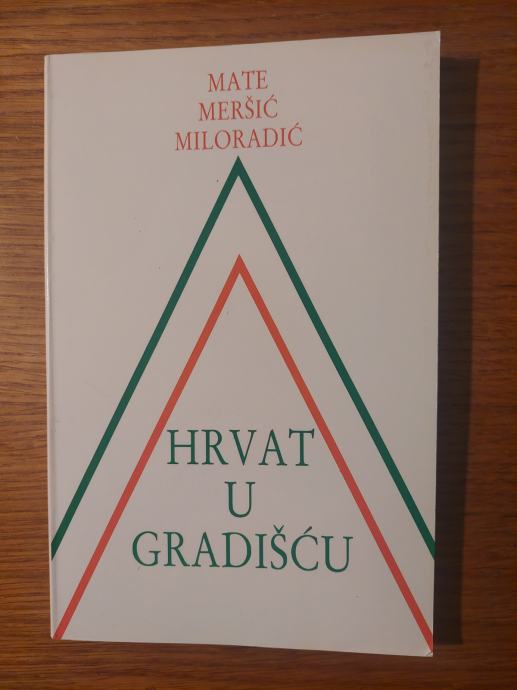 MATE
MERŠIĆ
MILORADIĆ
HRVAT
U
GRADIŠĆU